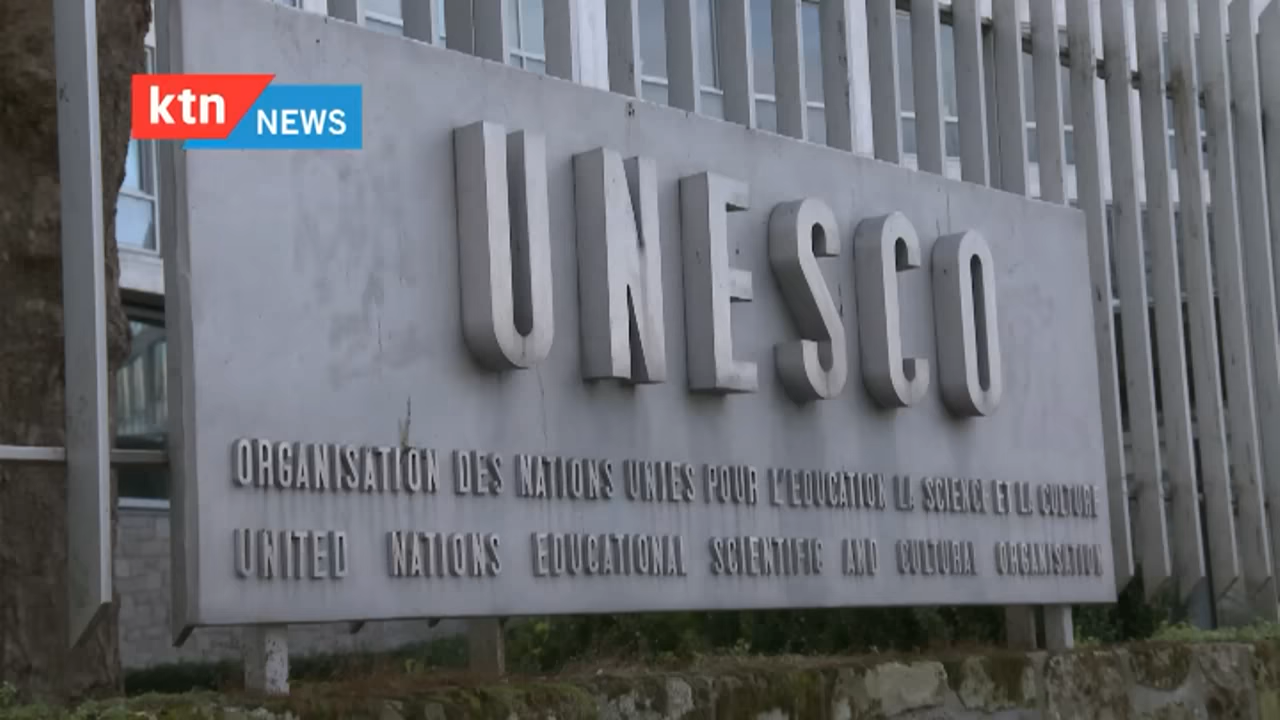 ktn
NEWS
UNESCO
ORGANISATION DES NATIONS UNIES POUR L'EDUCATION LA SCIENCE ET LA CULTURE
UNITED NATIONS EDUCATIONAL SCIENTIFIC AND CULTURAL ORGANISATION